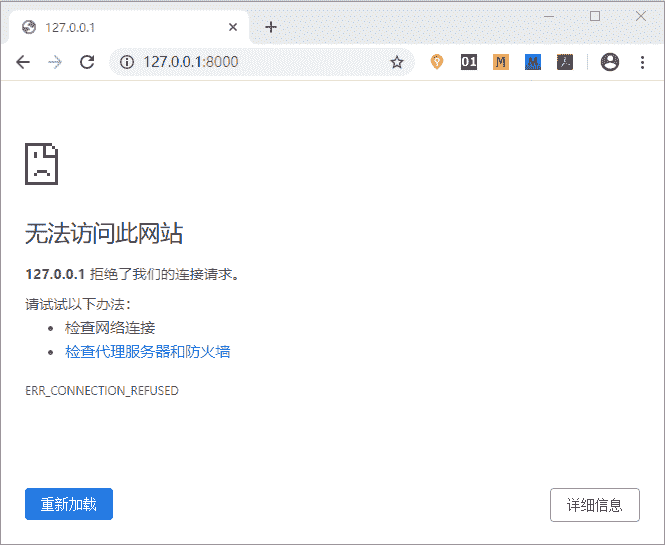 127.0.0.1
127.0.0.1:8000
01
M
M
无法访问此网站
127.0.0.1 拒绝了我们的连接请求。
请试试以下办法：
检查网络连接
检查代理服务器和防火墙
ERR_CONNECTION_REFUSED
重新加载
详细信息